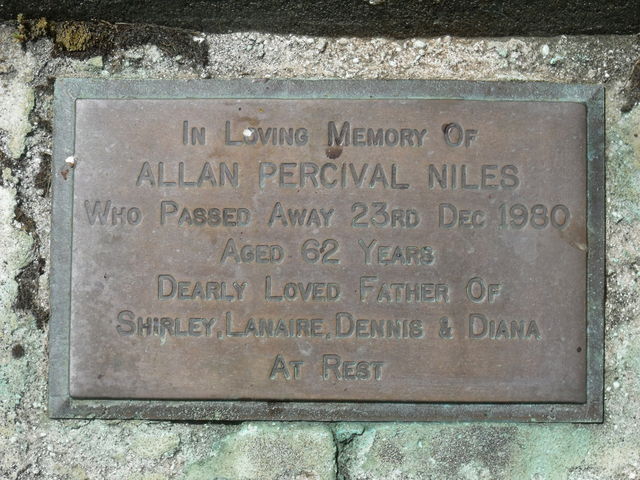 In Loving Memory Of
ALLAN PERCIVAL NILES
Who Passed Away 23rd Dec 1980
Aged 62 Years
Dearly Loved Father Of
Shirley, Lanaire, Dennis & Diana
At Rest